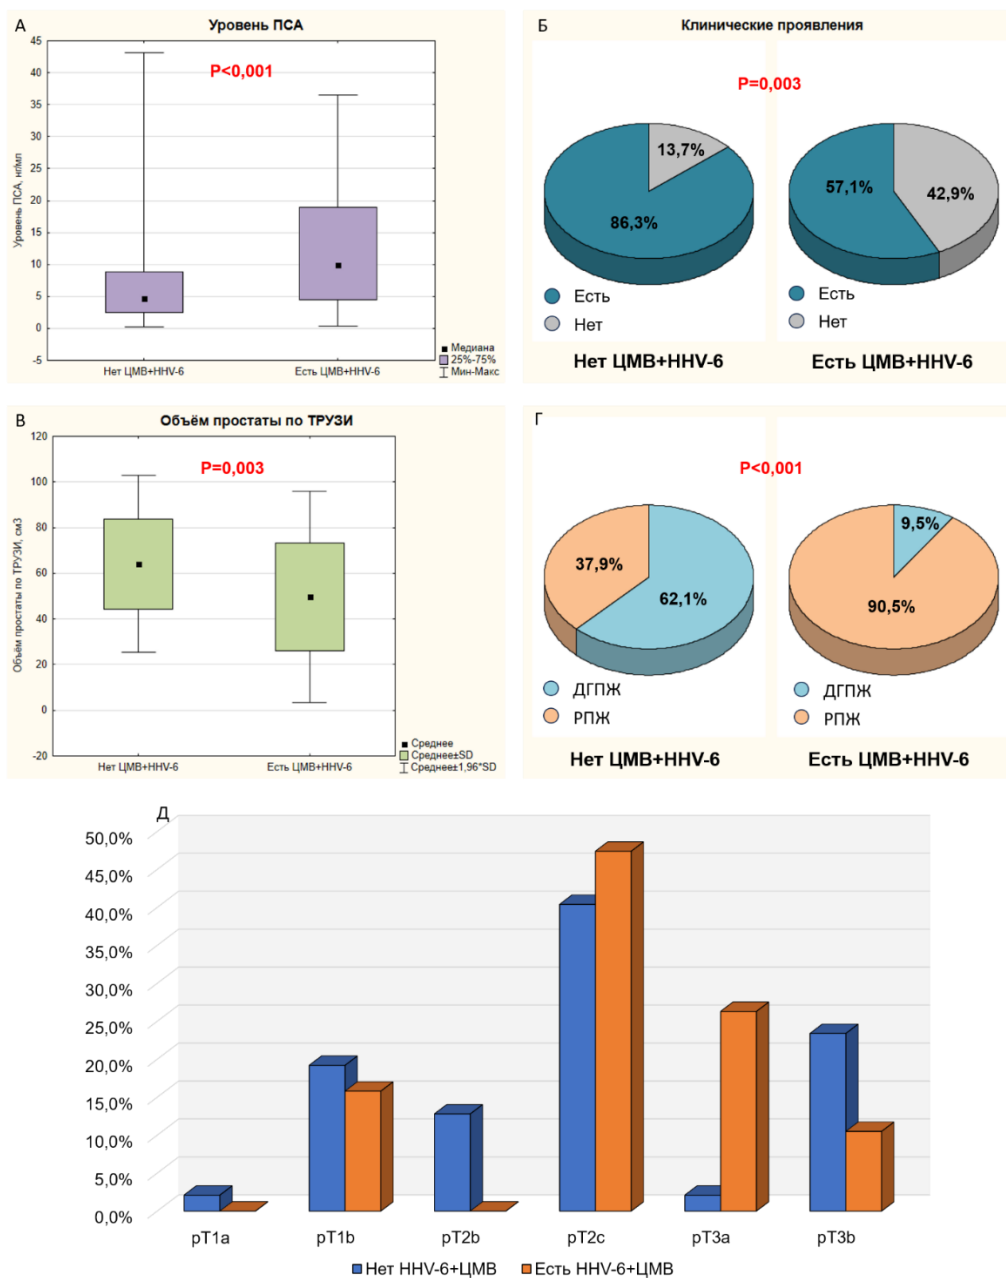 А
Уровень ПСА
45
40
35
30
25
20
15
10
5
0
-5
Уровень ПСА, нг/мл
P<0,001
Нет ЦМВ+HHV-6
Есть ЦМВ+HHV-6
Медиана
25%-75%
Мин-Макс
Б
Клинические проявления
P=0,003
13,7%
86,3%
57,1%
42,9%
Есть
Нет
Есть
Нет
Нет ЦМВ+HHV-6
Есть ЦМВ+HHV-6
В
Объём простаты по ТРУЗИ
120
100
80
60
40
20
0
-20
Объём простаты по ТРУЗИ, см3
P=0,003
Нет ЦМВ+HHV-6
Есть ЦМВ+HHV-6
Среднее
Среднее±SD
Среднее±1,96*SD
Г
P<0,001
37,9%
62,1%
9,5%
90,5%
ДГПЖ
РПЖ
ДГПЖ
РПЖ
Нет ЦМВ+HHV-6
Есть ЦМВ+HHV-6
Д
50,0%
45,0%
40,0%
35,0%
30,0%
25,0%
20,0%
15,0%
10,0%
5,0%
0,0%
pT1a
pT1b
pT2b
pT2c
pT3a
pT3b
Нет HHV-6+ЦМВ
Есть HHV-6+ЦМВ